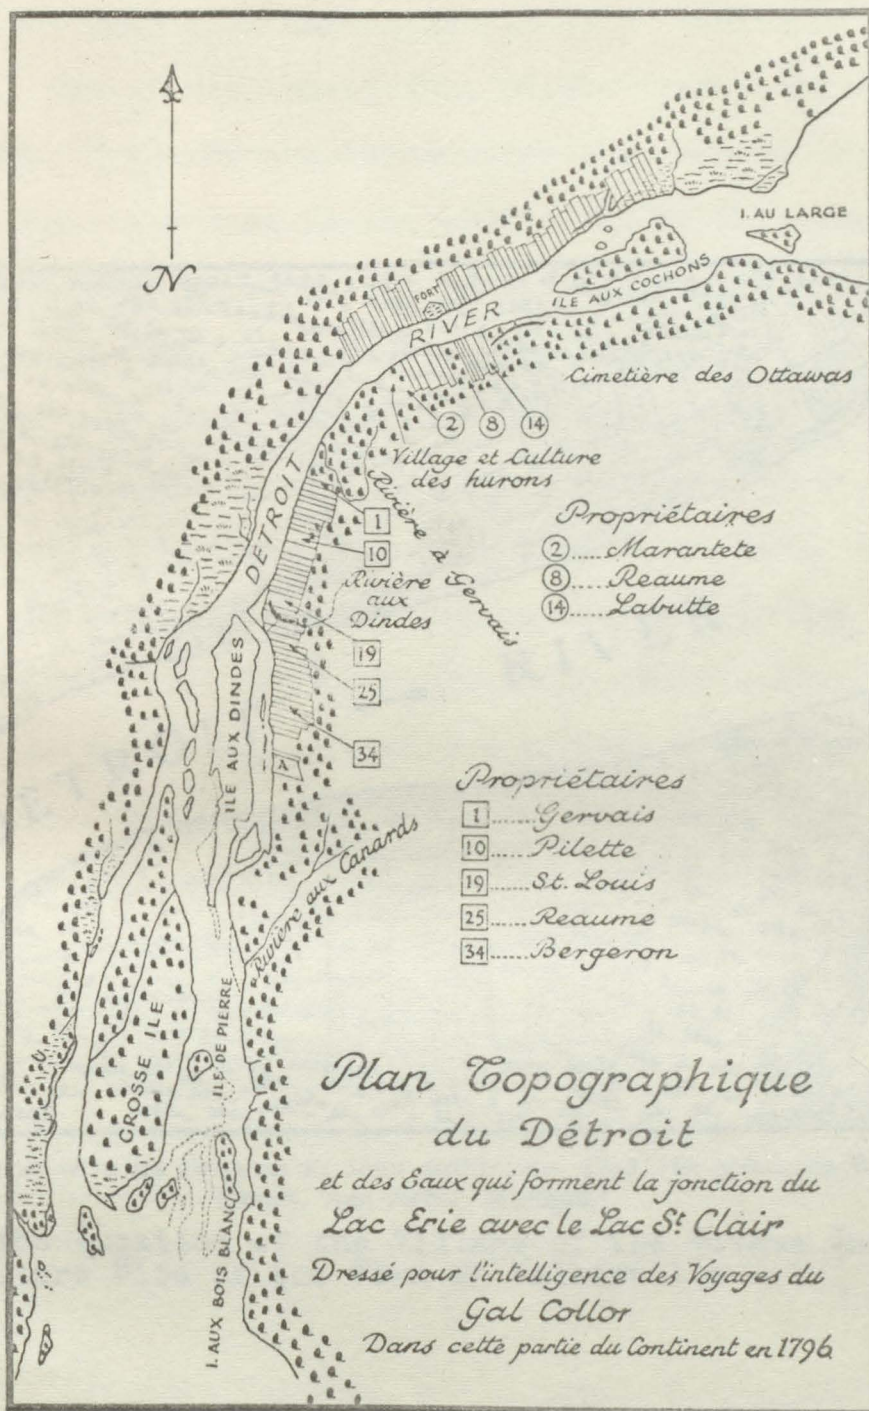 N
I. AU LARGE
ILE AUX COCHONS
FORT
DÉTROIT RIVER
Cimetière des Ottawas
2 8 14
Village et Culture
des hurons
Rivière à Gervais
1
10
Rivière
aux
Dindes
19
25
34
A
ILE AUX DINDES
Propriétaires
2.....Marantete
8.....Reaume
14.....Labutte
Rivière aux Canards
Propriétaires
1......Gervais
10......Pilette
19......St. Louis
25......Reaume
34......Bergeron
GROSSE ILE
ILE DE PIERRE
I. AUX BOIS BLANC
Plan Topographique
du Détroit
et des Eaux qui forment la jonction du
Lac Erie avec le Lac St. Clair
Dressé pour l'intelligence des Voyages du
Gal Collor
Dans cette partie du Continent en 1796